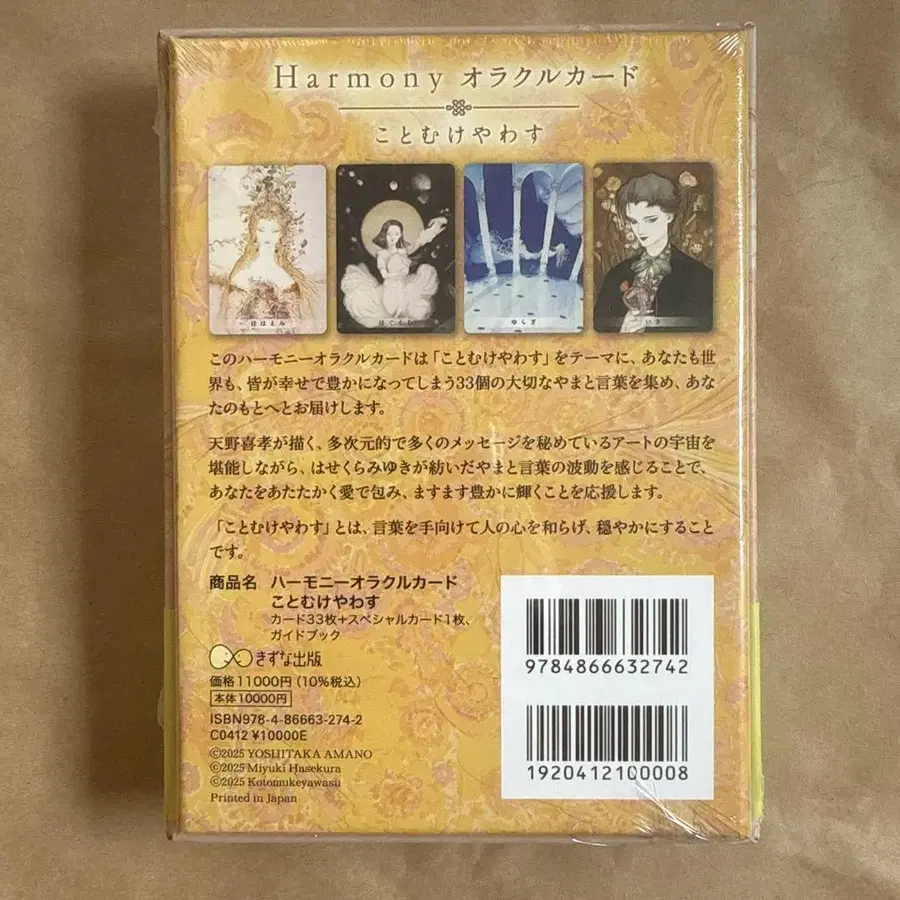 Harmony オラクルカード
ことむけやわす
ほほえみ
はぐくむ
ゆらぎ
いき
このハーモニーオラクルカードは「ことむけやわす」をテーマに、あなたも世
界も、皆が幸せで豊かになってしまう33個の大切なやまと言葉を集め、あな
たのもとへとお届けします。
天野喜孝が描く、多次元的で多くのメッセージを秘めているアートの宇宙を
堪能しながら、はせくらみゆきが紡いだやまと言葉の波動を感じることで、
あなたをあたたかく愛で包み、ますます豊かに輝くことを応援します。
「ことむけやわす」とは、言葉を手向けて人の心を和らげ、穏やかにすること
です。
商品名 ハーモニーオラクルカード
ことむけやわす
カード33枚+スペシャルカード1枚、
ガイドブック
きずな出版
価格11000円(10%税込)
本体10000円
ISBN978-4-86663-274-2
C0412 ¥10000E
©2025 YOSHITAKA AMANO
©2025 Miyuki Hasekura
©2025 Kotomukeyawasu
Printed in Japan
9784866632742
1920412100008